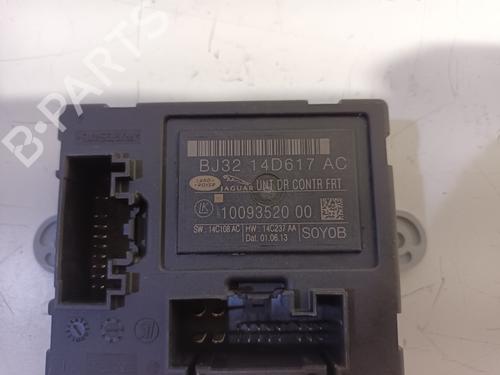 B-Parts
BJ32 14D617 AC
LAND ROVER
JAGUAR
UNT DR CONTR FRT
LK
10093520 00
SW : 14C108 AC
HW : 14C237 AA
Dat. 01.06.13
S0Y0B